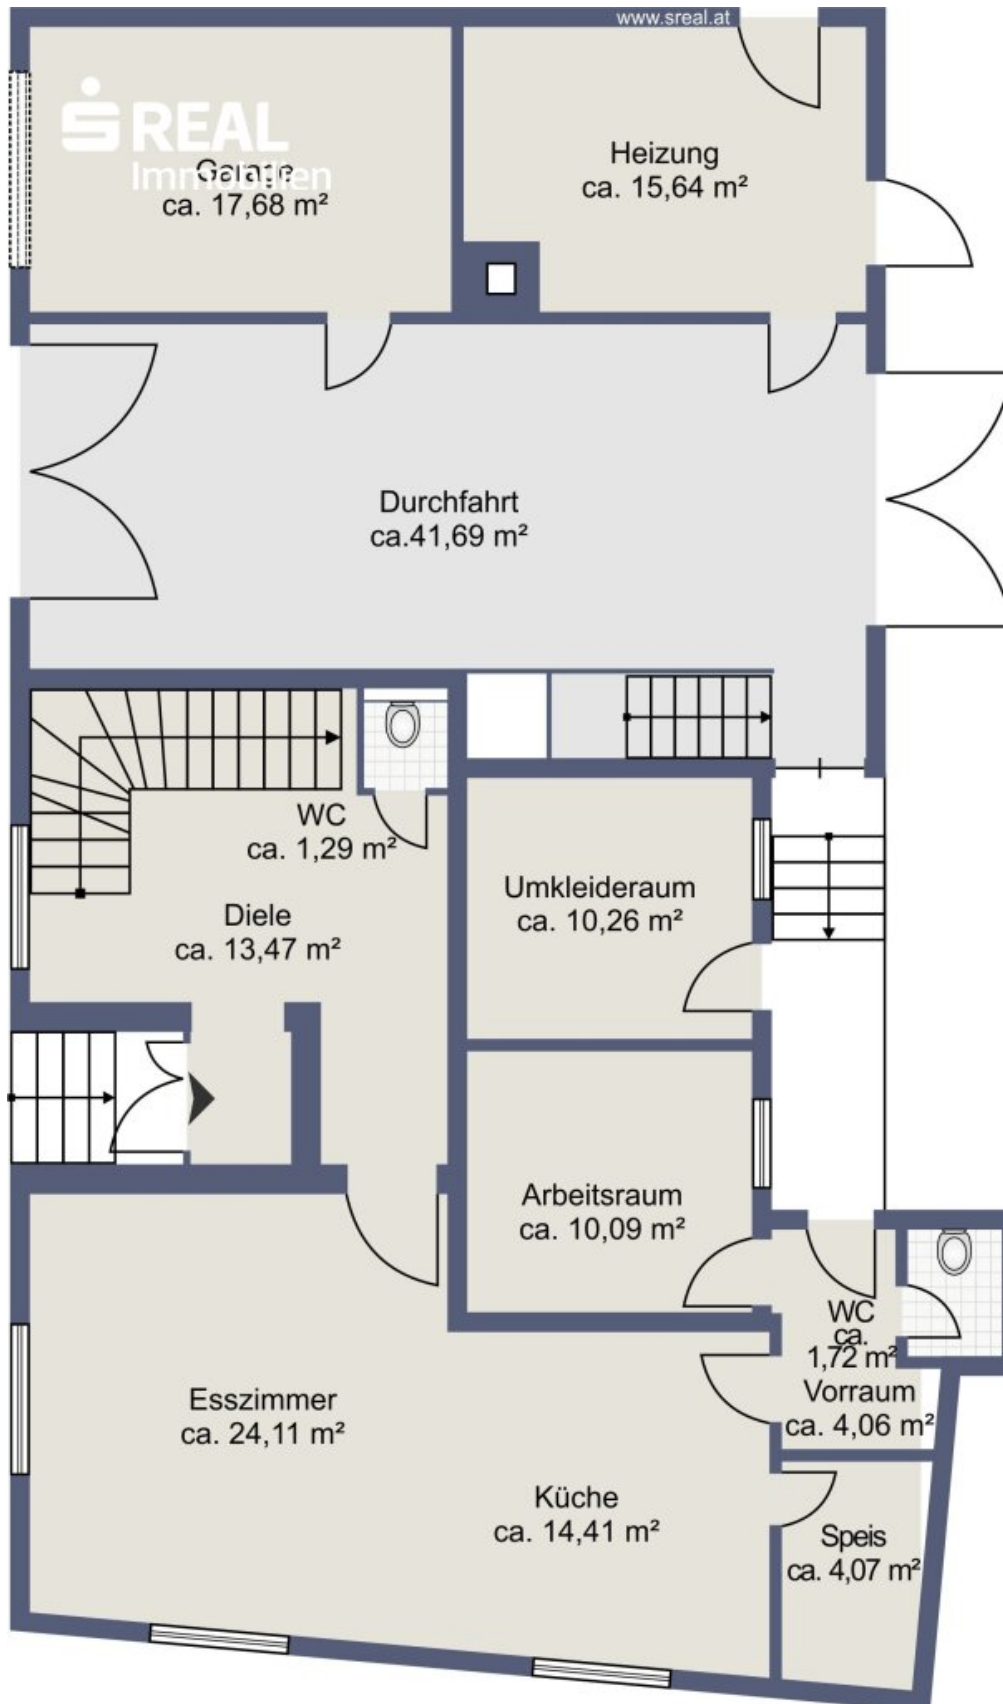 www.sreal.at
S REAL
Immobilien
Garage
ca. 17,68 m²
Heizung
ca. 15,64 m²
Durchfahrt
ca.41,69 m²
WC
ca. 1,29 m²
Diele
ca. 13,47 m²
Umkleideraum
ca. 10,26 m²
Arbeitsraum
ca. 10,09 m²
WC
ca.
1,72 m²
Vorraum
ca. 4,06 m²
Esszimmer
ca. 24,11 m²
Küche
ca. 14,41 m²
Speis
ca. 4,07 m²